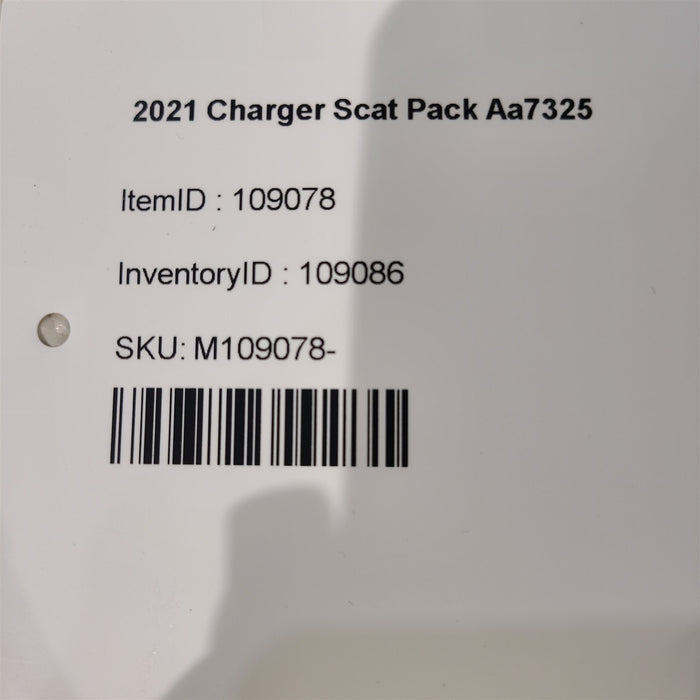 2021 Charger Scat Pack Aa7325
ItemID : 109078
InventoryID : 109086
SKU: M109078-